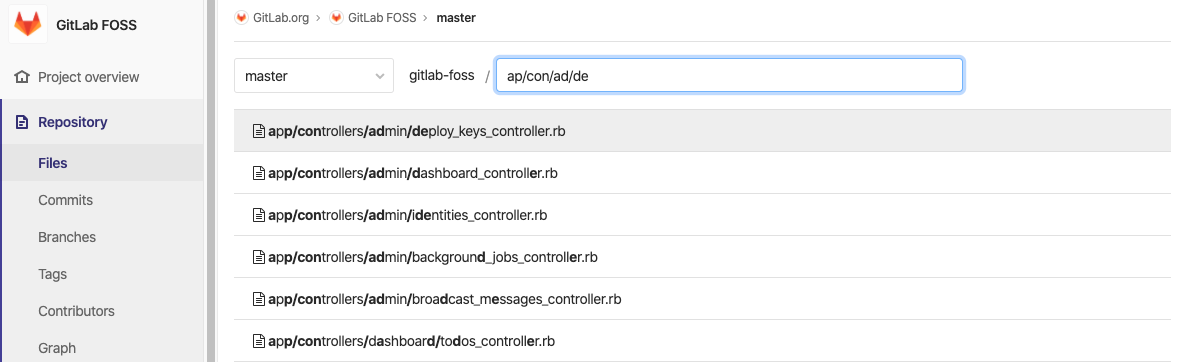 GitLab FOSS
Project overview
Repository
Files
Commits
Branches
Tags
Contributors
Graph
GitLab.org > GitLab FOSS > master
master gitlab-foss / ap/con/ad/de
app/controllers/admin/deploy_keys_controller.rb
app/controllers/admin/dashboard_controller.rb
app/controllers/admin/identities_controller.rb
app/controllers/admin/background_jobs_controller.rb
app/controllers/admin/broadcast_messages_controller.rb
app/controllers/dashboard/todos_controller.rb